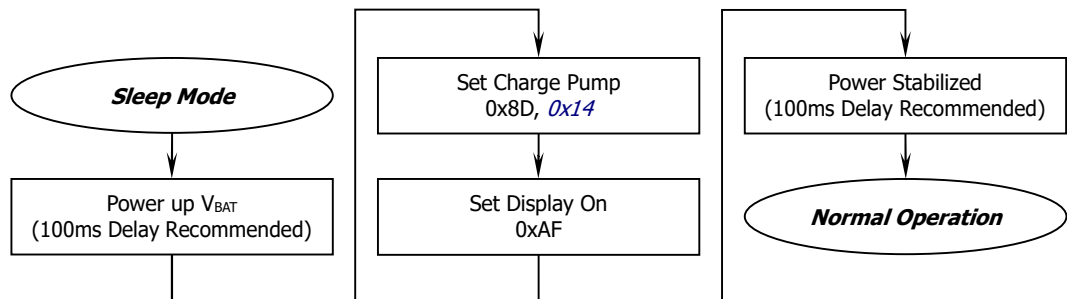 Sleep Mode
Power up VBAT
(100ms Delay Recommended)
Set Charge Pump
0x8D, 0x14
Set Display On
0xAF
Power Stabilized
(100ms Delay Recommended)
Normal Operation